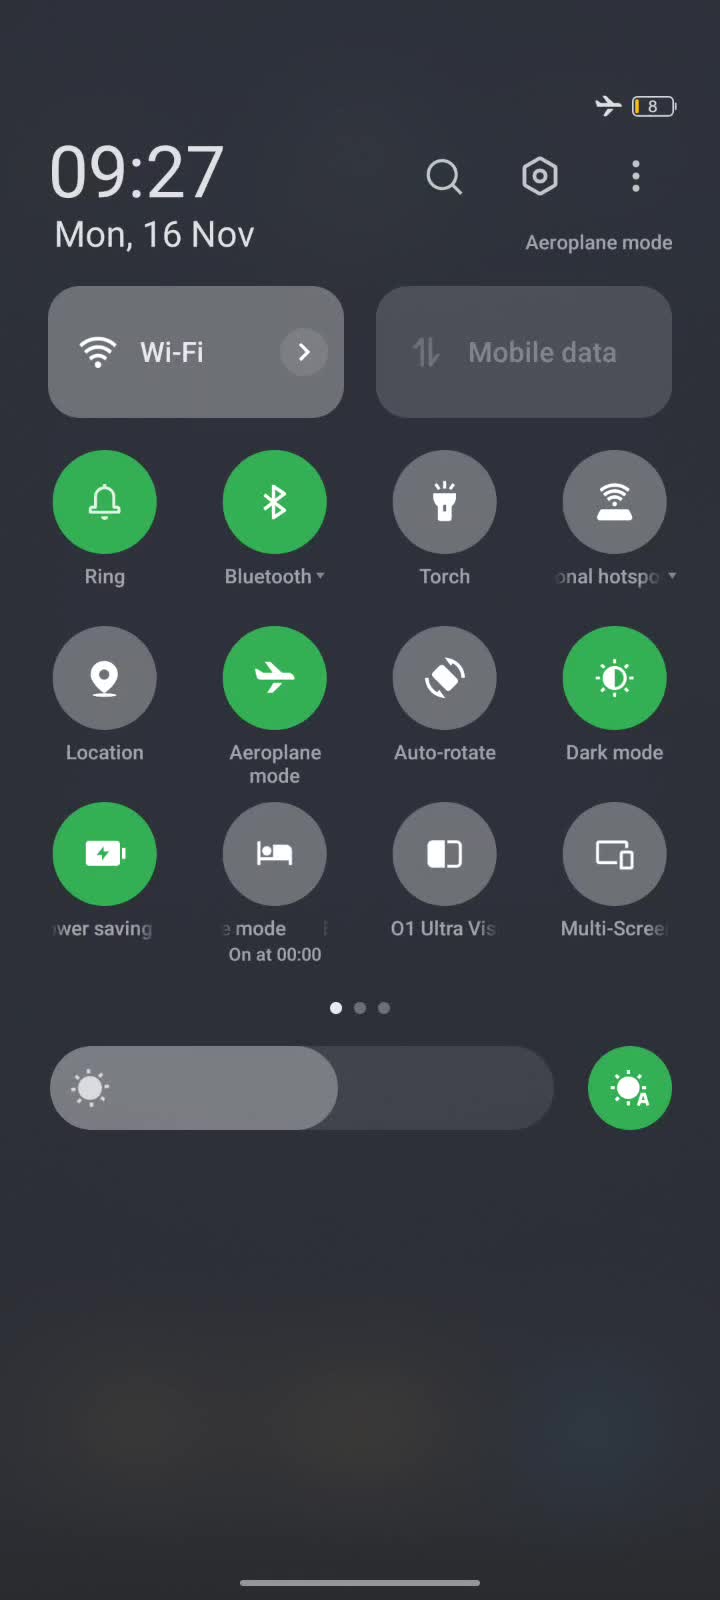 8
09:27
Mon, 16 Nov
Aeroplane mode
Wi-Fi
Mobile data
Ring
Bluetooth
Torch
onal hotspo
Location
Aeroplane
mode
Auto-rotate
Dark mode
wer saving
e mode
On at 00:00
O1 Ultra Vis
Multi-Scree
A